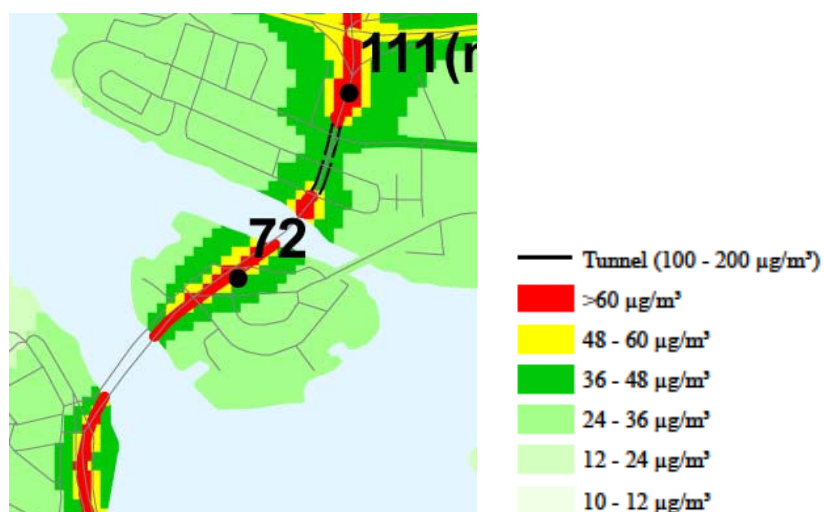 111(r
72
Tunnel (100 - 200 µg/m³)
>60 µg/m³
48 - 60 µg/m³
36 - 48 µg/m³
24 - 36 µg/m³
12 - 24 µg/m³
10 - 12 µg/m³